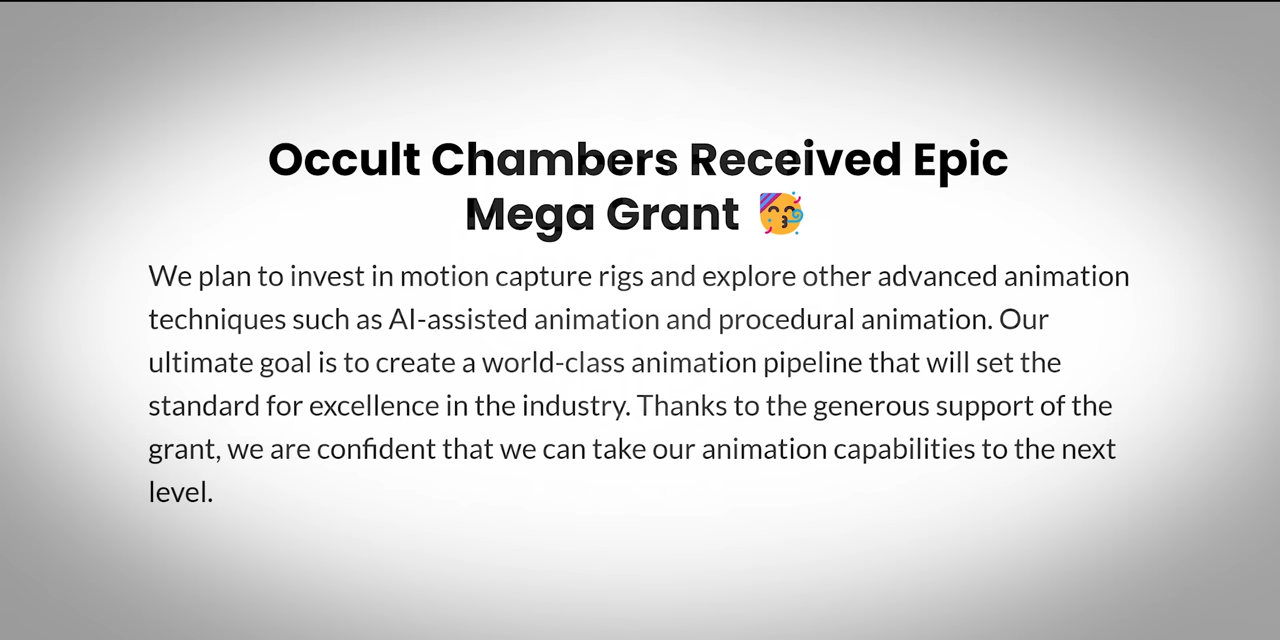 Occult Chambers Received Epic
Mega Grant 🥳
We plan to invest in motion capture rigs and explore other advanced animation
techniques such as AI-assisted animation and procedural animation. Our
ultimate goal is to create a world-class animation pipeline that will set the
standard for excellence in the industry. Thanks to the generous support of the
grant, we are confident that we can take our animation capabilities to the next
level.